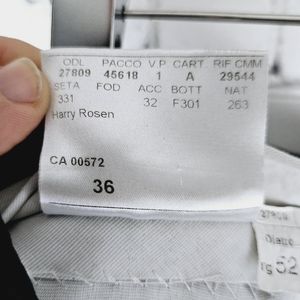 ODL PACCO V.P CART RIF CMM
27809 45618 1 A 29544
SETA FOD ACC BOTT NAT
331 32 F301 263
Harry Rosen
CA 00572
36
52